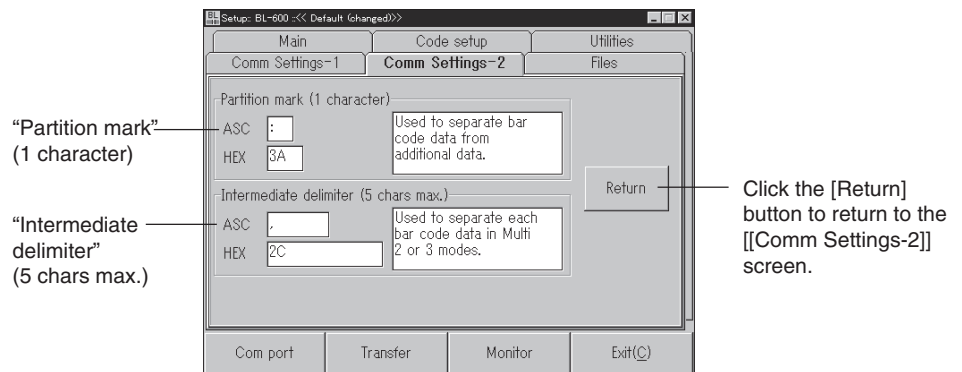 BL Setup: BL-600 :<< Default (changed)>>
Main Code setup Utilities
Comm Settings-1 Comm Settings-2 Files
Partition mark (1 character)
ASC :
HEX 3A
Used to separate bar
code data from
additional data.
Intermediate delimiter (5 chars max.)
ASC ,
HEX 2C
Used to separate each
bar code data in Multi
2 or 3 modes.
Return
Com port Transfer Monitor Exit(C)
“Partition mark”
(1 character)
“Intermediate
delimiter”
(5 chars max.)
Click the [Return]
button to return to the
[[Comm Settings-2]]
screen.